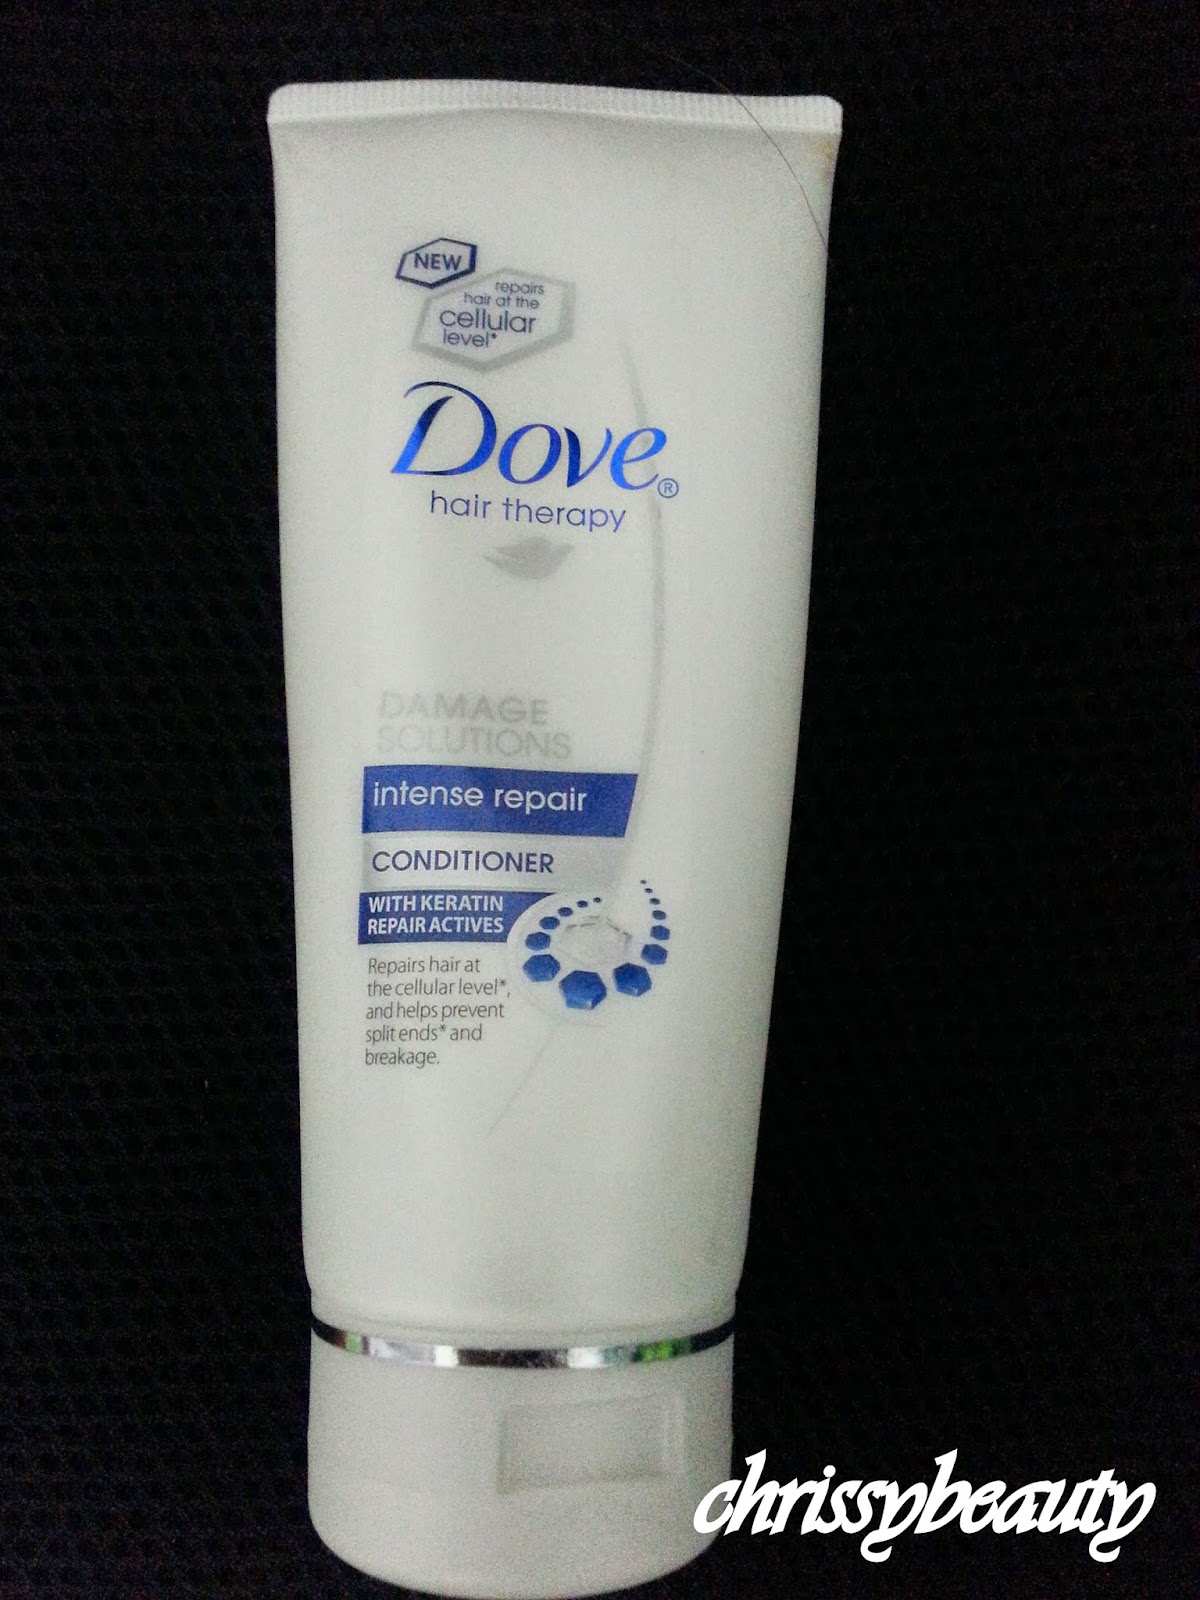 NEW
repairs
hair at the
cellular
level*
Dove®
hair therapy
DAMAGE
SOLUTIONS
intense repair
CONDITIONER
WITH KERATIN
REPAIR ACTIVES
Repairs hair at
the cellular level*,
and helps prevent
split ends* and
breakage.
chrissybeauty